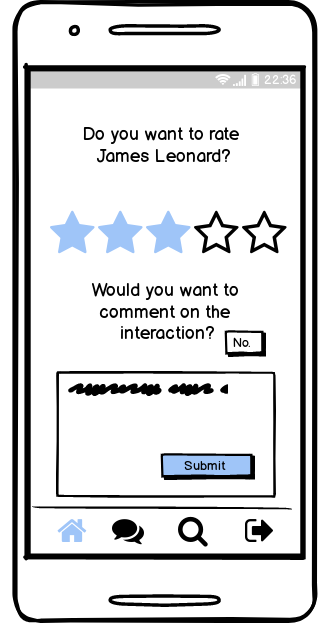 22:36
Do you want to rate
James Leonard?
Would you want to
comment on the
interaction?
No.
Submit